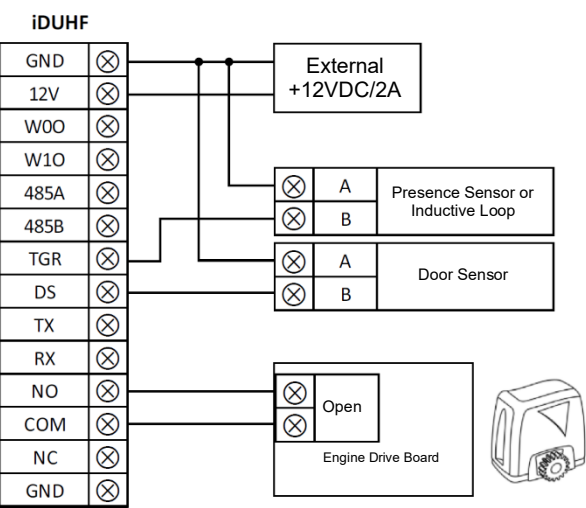 iDUHF
GND
12V
W0O
W1O
485A
485B
TGR
DS
TX
RX
NO
COM
NC
GND
External
+12VDC/2A
A
B
Presence Sensor or
Inductive Loop
A
B
Door Sensor
Open
Engine Drive Board